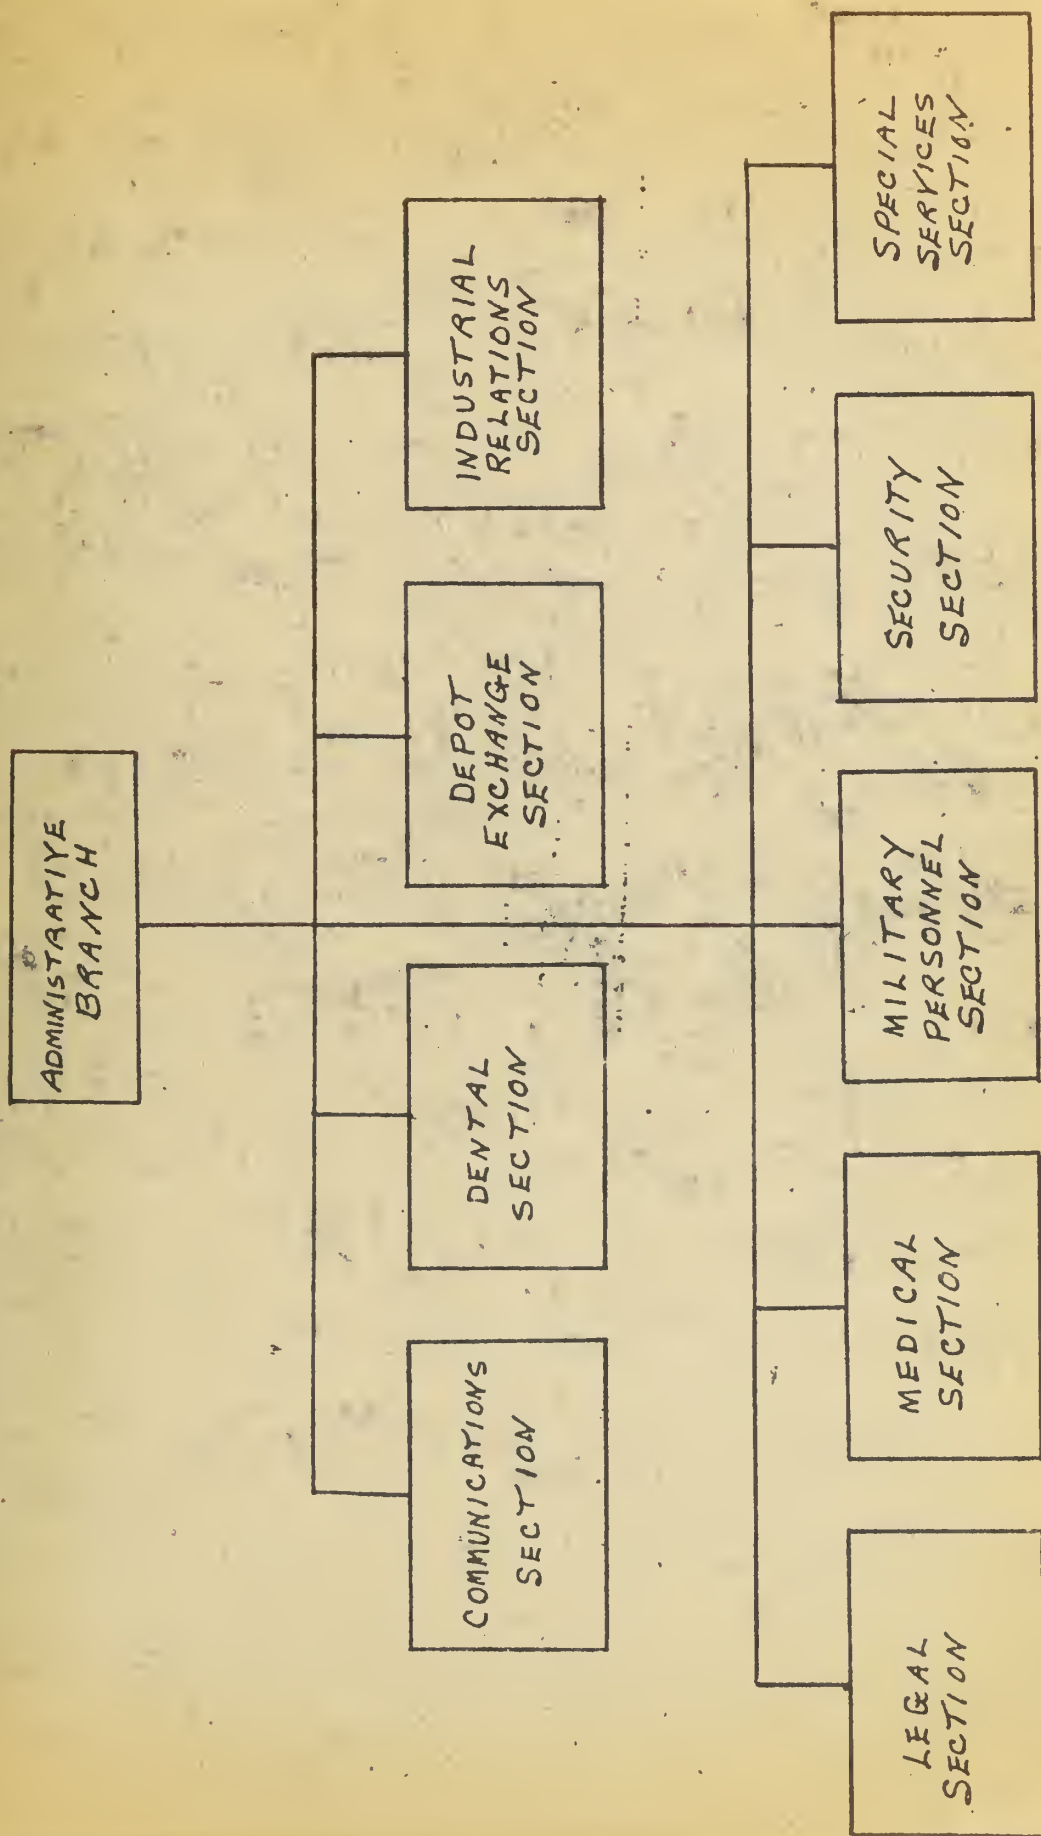 ADMINISTRATIVE
BRANCH
COMMUNICATIONS
SECTION
DENTAL
SECTION
DEPOT
EXCHANGE
SECTION
INDUSTRIAL
RELATIONS
SECTION
LEGAL
SECTION
MEDICAL
SECTION
MILITARY
PERSONNEL
SECTION
SECURITY
SECTION
SPECIAL
SERVICES
SECTION